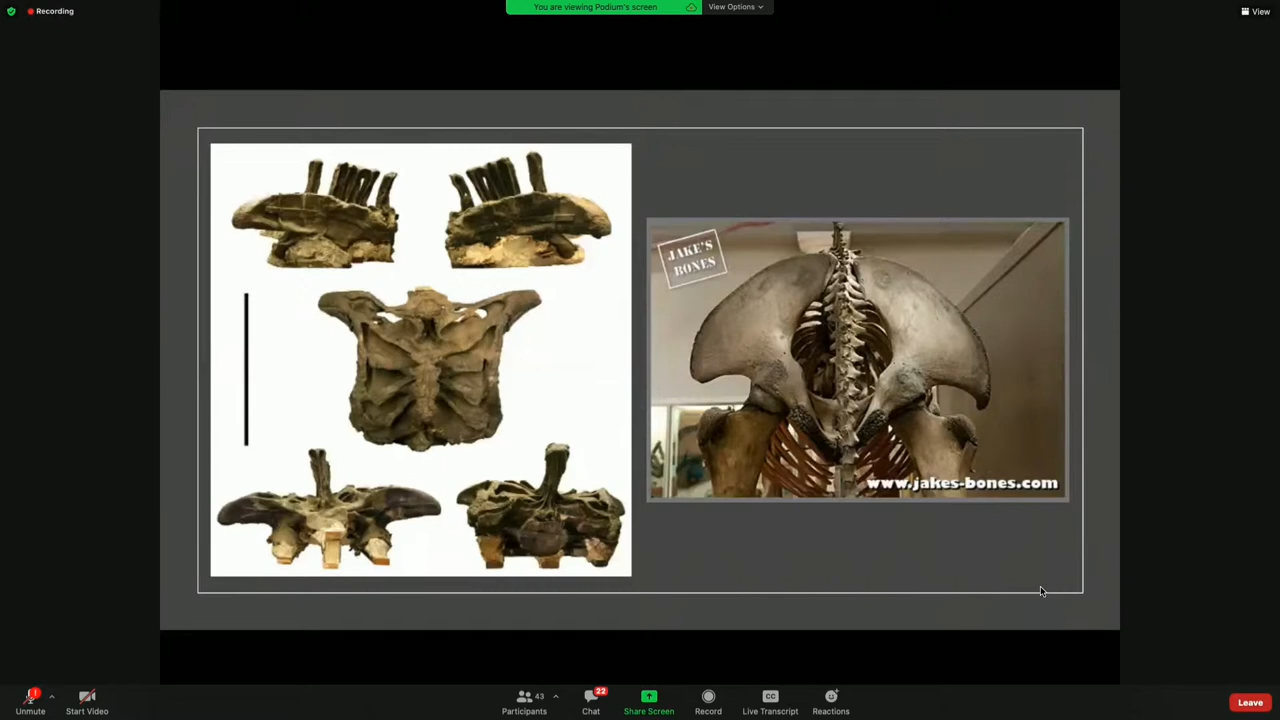 Recording
You are viewing Podium's screen
View Options
View
JAKE'S
BONES
www.jakes-bones.com
Unmute
Start Video
43
Participants
22
Chat
Share Screen
Record
CC
Live Transcript
Reactions
Leave